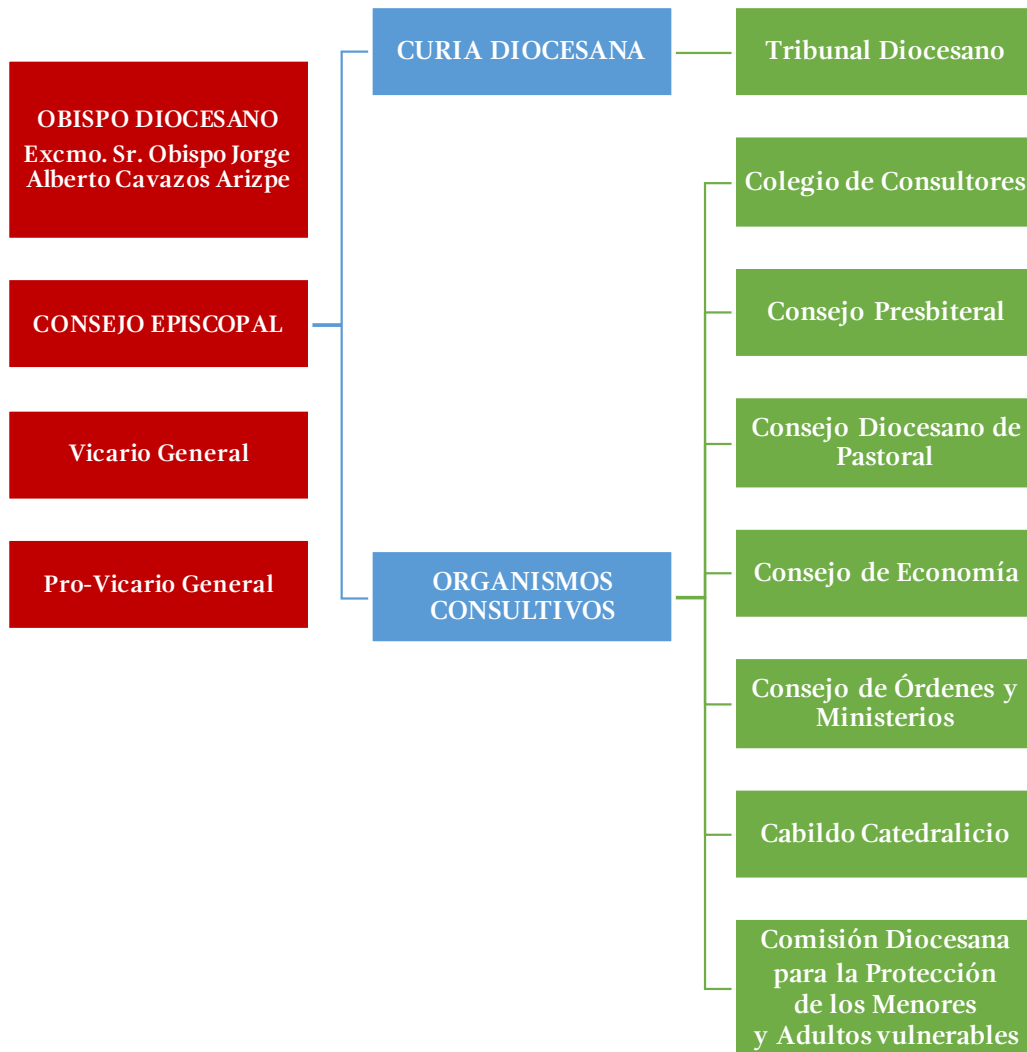 OBISPO DIOCESANO
Excmo. Sr. Obispo Jorge
Alberto Cavazos Arizpe
CONSEJO EPISCOPAL
Vicario General
Pro-Vicario General
CURIA DIOCESANA
ORGANISMOS
CONSULTIVOS
Tribunal Diocesano
Colegio de Consultores
Consejo Presbiteral
Consejo Diocesano de
Pastoral
Consejo de Economía
Consejo de Órdenes y
Ministerios
Cabildo Catedralicio
Comisión Diocesana
para la Protección
de los Menores
y Adultos vulnerables